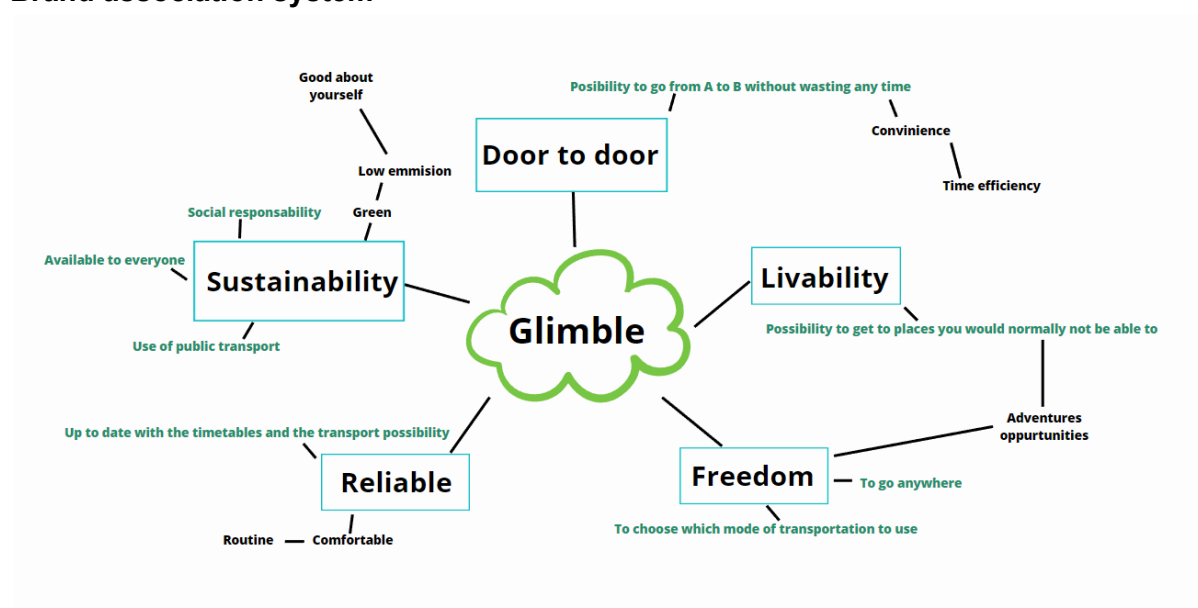 Brand association system
Good about
yourself
Posibility to go from A to B without wasting any time
Convinience
Door to door
Low emmision
Time efficiency
Social responsability
Green
Available to everyone
Sustainability
Livability
Glimble
Possibility to get to places you would normally not be able to
Use of public transport
Adventures
oppurtunities
Up to date with the timetables and the transport possibility
Reliable
Freedom
To go anywhere
To choose which mode of transportation to use
Routine
Comfortable